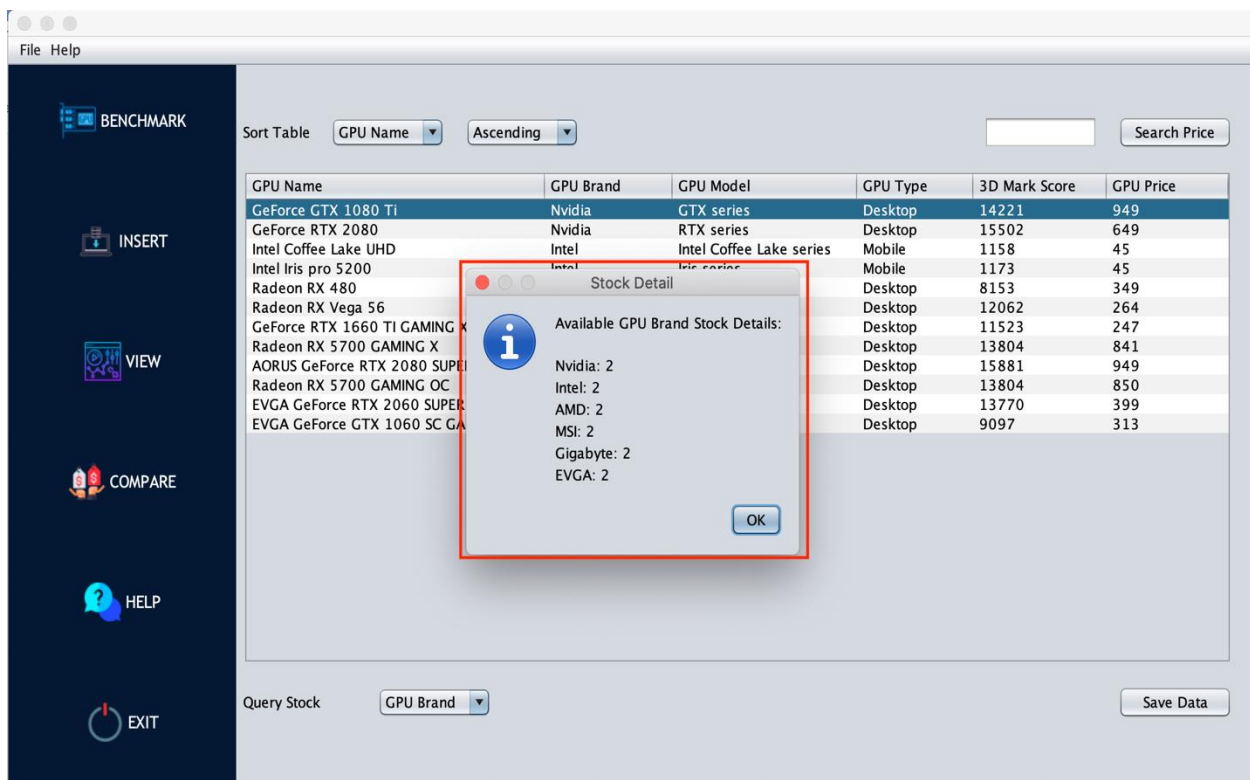 File Help
BENCHMARK
Sort Table GPU Name Ascending Search Price
GPU Name GPU Brand GPU Model GPU Type 3D Mark Score GPU Price
GeForce GTX 1080 Ti Nvidia GTX series Desktop 14221 949
GeForce RTX 2080 Nvidia RTX series Desktop 15502 649
INSERT
Intel Coffee Lake UHD Intel Intel Coffee Lake series Mobile 1158 45
Intel Iris pro 5200 Intel Iris series Mobile 1173 45
Radeon RX 480 Desktop 8153 349
Radeon RX Vega 56 Desktop 12062 264
GeForce RTX 1660 TI GAMING X Desktop 11523 247
Radeon RX 5700 GAMING X Desktop 13804 841
VIEW
AORUS GeForce RTX 2080 SUPE Desktop 15881 949
Radeon RX 5700 GAMING OC Desktop 13804 850
EVGA GeForce RTX 2060 SUPER Desktop 13770 399
EVGA GeForce GTX 1060 SC GA Desktop 9097 313
Stock Detail
Available GPU Brand Stock Details:
Nvidia: 2
Intel: 2
AMD: 2
MSI: 2
Gigabyte: 2
EVGA: 2
OK
COMPARE
HELP
Query Stock GPU Brand Save Data
EXIT